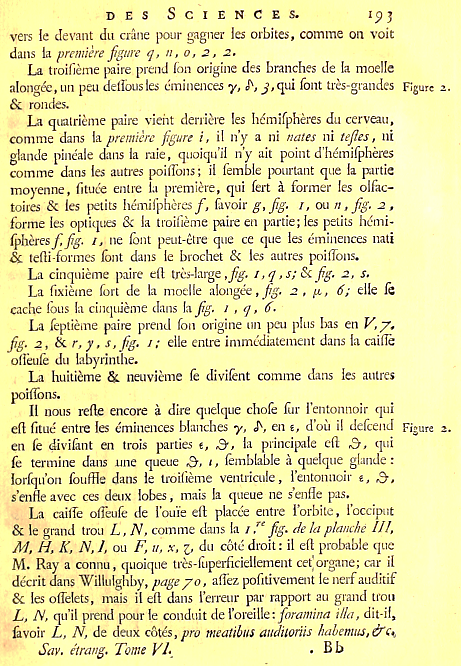 DES SCIENCES. 193
vers le devant du crâne pour gagner les orbites, comme on voit
dans la première figure q, n, o, 2, 2.
La troiſième paire prend ſon origine des branches de la moelle
alongée, un peu deſſous les éminences γ, δ, 3, qui ſont très-grandes Figure 2.
& rondes.
La quatrième paire vient derrière les hémiſphères du cerveau,
comme dans la première figure i, il n'y a ni nates ni teſtes, ni
glande pinéale dans la raie, quoiqu'il n'y ait point d'hémiſphères
comme dans les autres poiſſons; il ſemble pourtant que la partie
moyenne, ſituée entre la première, qui ſert à former les olfac-
toires & les petits hémiſphères f, ſavoir g, fig. 1, ou n, fig. 2,
forme les optiques & la troiſième paire en partie; les petits hémi-
ſphères f, fig. 1, ne ſont peut-être que ce que les éminences nati
& teſti-formes ſont dans le brochet & les autres poiſſons.
La cinquième paire eſt très-large, fig. 1, q, s; & fig. 2, s.
La ſixième ſort de la moelle alongée, fig. 2, μ, 6; elle ſe
cache ſous la cinquième dans la fig. 1, q, 6.
La ſeptième paire prend ſon origine un peu plus bas en V, 7,
fig. 2, & r, y, s, fig. 1; elle entre immédiatement dans la caiſſe
oſſeuſe du labyrinthe.
La huitième & neuvième ſe diviſent comme dans les autres
poiſſons.
Il nous reſte encore à dire quelque choſe ſur l'entonnoir qui
eſt ſitué entre les éminences blanches γ, δ, en ε, d'où il deſcend Figure 2.
en ſe diviſant en trois parties ε, ϑ, la principale eſt ϑ, qui
ſe termine dans une queue ϑ, ι, ſemblable à quelque glande:
lorſqu'on ſouffle dans le troiſième ventricule, l'entonnoir ε, ϑ,
s'enfle avec ces deux lobes, mais la queue ne s'enfle pas.
La caiſſe oſſeuſe de l'ouïe eſt placée entre l'orbite, l'occiput
& le grand trou L, N, comme dans la 1.re fig. de la planche III,
M, H, K, N, I, ou F, u, x, z, du côté droit: il eſt probable que
M. Ray a connu, quoique très-ſuperficiellement cet organe; car il
décrit dans Willulghby, page 70, aſſez poſitivement le nerf auditif
& les oſſelets, mais il eſt dans l'erreur par rapport au grand trou
L, N, qu'il prend pour le conduit de l'oreille: foramina illa, dit-il,
ſavoir L, N, de deux côtés, pro meatibus auditoriis habemus, &c.
Sav. étrang. Tome VI. . Bb